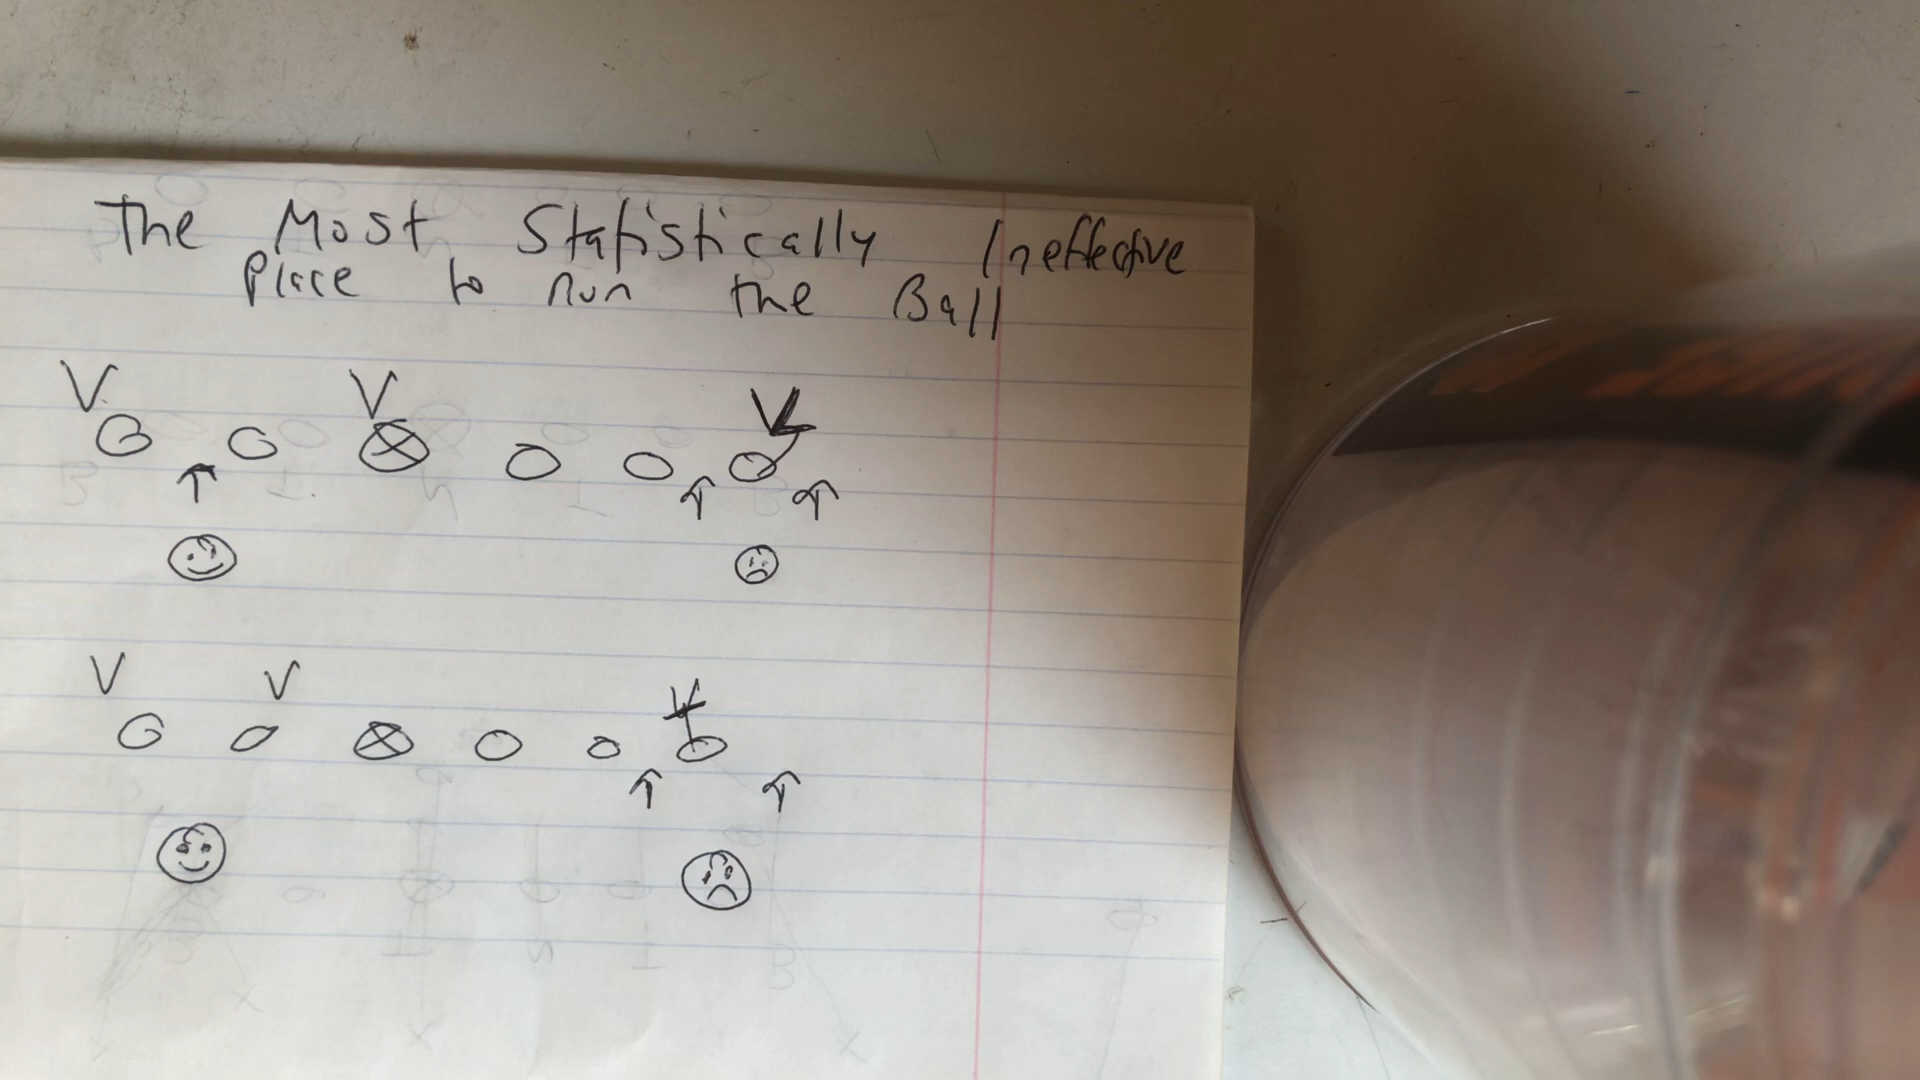 The Most Statistically Ineffective
Place to run the Ball
V V V
V V V